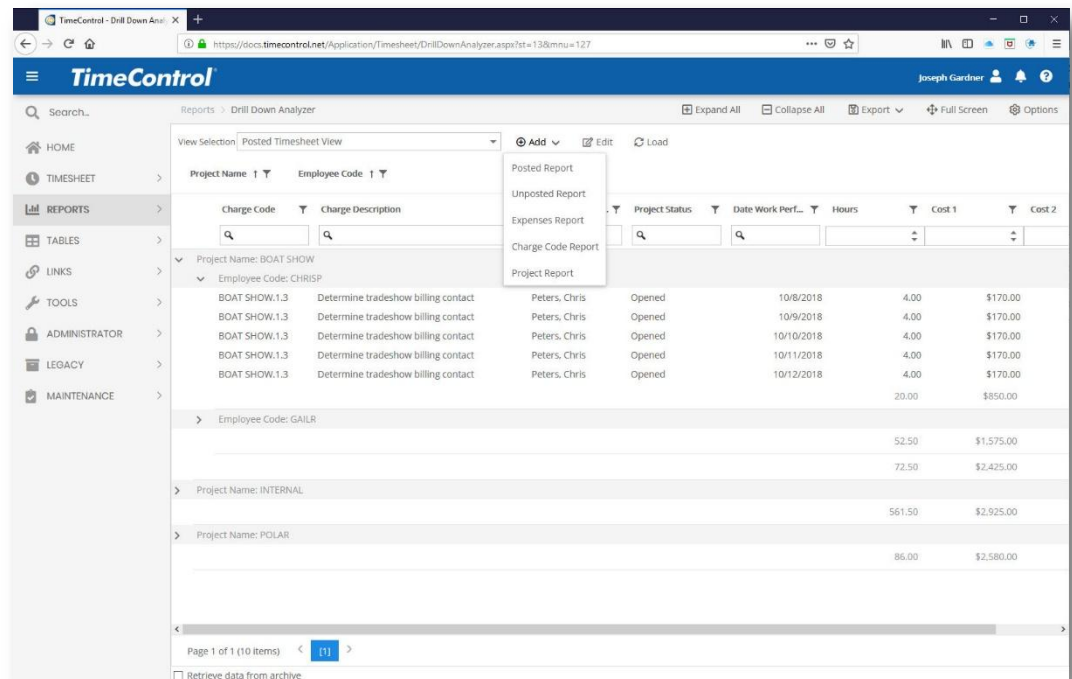 TimeControl - Drill Down Anal
https://docs.timecontrol.net/Application/Timesheet/DrillDownAnalyzer.aspx?st=13&mnu=127
TimeControl
Joseph Gardner
Search..
Reports > Drill Down Analyzer
Expand All
Collapse All
Export
Full Screen
Options
HOME
TIMESHEET
REPORTS
TABLES
LINKS
TOOLS
ADMINISTRATOR
LEGACY
MAINTENANCE
View Selection Posted Timesheet View
Add
Edit
Load
Posted Report
Unposted Report
Expenses Report
Charge Code Report
Project Report
Project Name ↑ Employee Code ↑
Charge Code Charge Description . Project Status Date Work Perf... Hours Cost 1 Cost 2
Project Name: BOAT SHOW
Employee Code: CHRISP
BOAT SHOW.1.3 Determine tradeshow billing contact Peters, Chris Opened 10/8/2018 4.00 $170.00
BOAT SHOW.1.3 Determine tradeshow billing contact Peters, Chris Opened 10/9/2018 4.00 $170.00
BOAT SHOW.1.3 Determine tradeshow billing contact Peters, Chris Opened 10/10/2018 4.00 $170.00
BOAT SHOW.1.3 Determine tradeshow billing contact Peters, Chris Opened 10/11/2018 4.00 $170.00
BOAT SHOW.1.3 Determine tradeshow billing contact Peters, Chris Opened 10/12/2018 4.00 $170.00
20.00 $850.00
Employee Code: GAILR
52.50 $1,575.00
72.50 $2,425.00
Project Name: INTERNAL
561.50 $2,925.00
Project Name: POLAR
86.00 $2,580.00
Page 1 of 1 (10 items) < [1] >
Retrieve data from archive